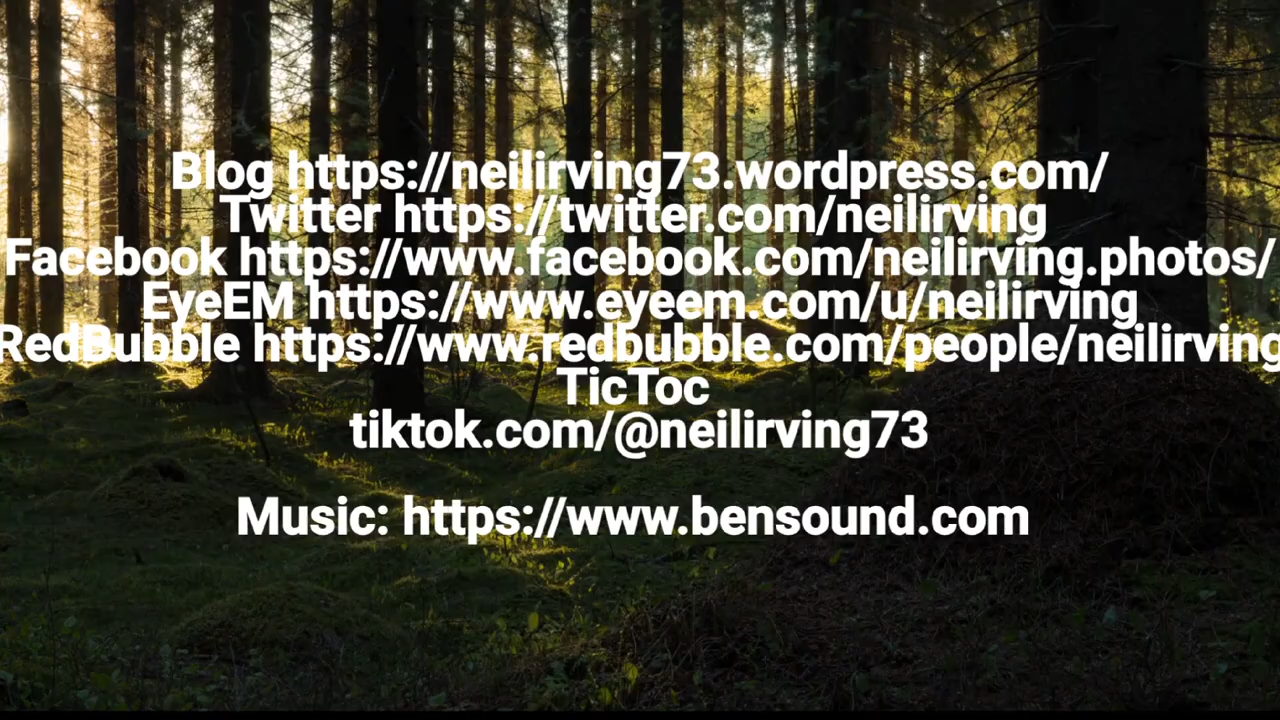 Blog https://neilirving73.wordpress.com/
Twitter https://twitter.com/neilirving
Facebook https://www.facebook.com/neilirving.photos/
EyeEM https://www.eyeem.com/u/neilirving
RedBubble https://www.redbubble.com/people/neilirving
TicToc
tiktok.com/@neilirving73
Music: https://www.bensound.com